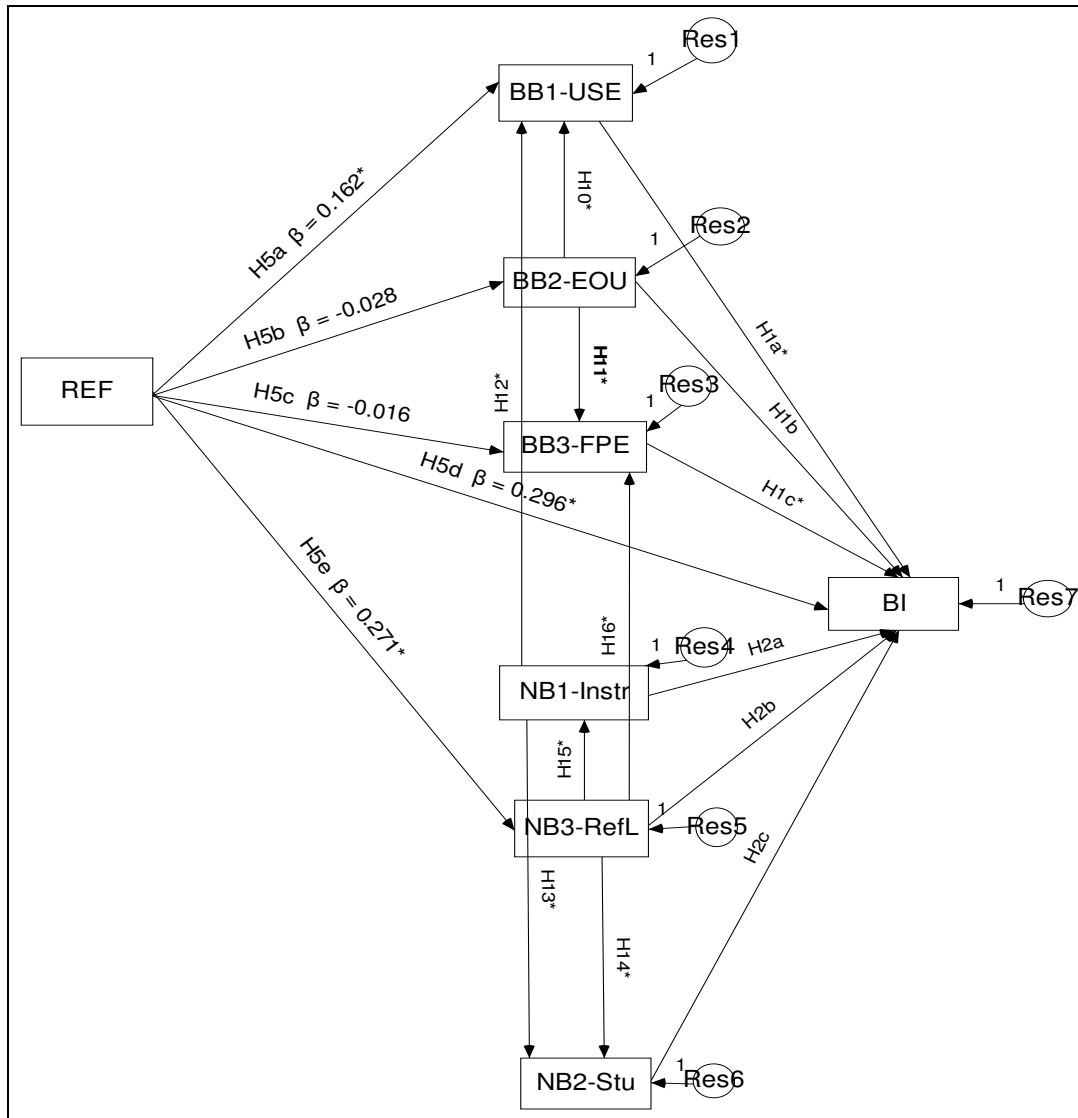 Res1
1
BB1-USE
H5a β = 0.162*
H10*
Res2
1
BB2-EOU
H5b β = -0.028
H1a*
H11*
H12*
Res3
1
REF
H5c β = -0.016
H1b
BB3-FPE
H5d β = 0.296*
H1c*
H5e β = 0.271*
BI
1
Res7
H16*
1
Res4
H2a
NB1-Instr
H2b
H15*
1
NB3-RefL
Res5
H2c
H13*
H14*
1
NB2-Stu
Res6